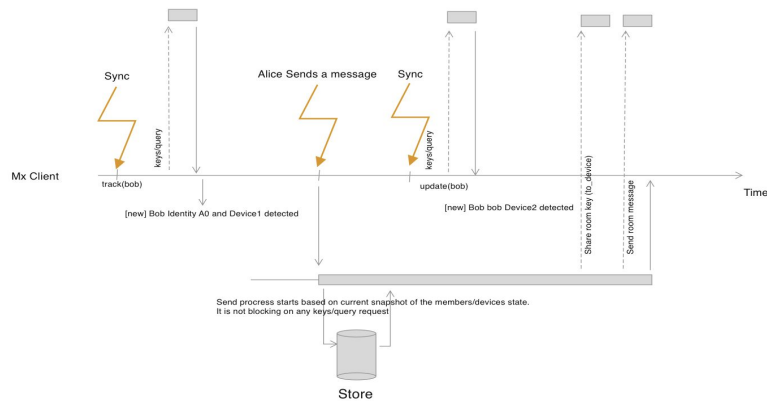 Sync
Alice Sends a message
Sync
keys/query
keys/query
Mx Client
track(bob)
update(bob)
Time
[new] Bob Identity A0 and Device1 detected
[new] Bob bob Device2 detected
Share room key (to_device)
Send room message
Send procress starts based on current snapshot of the members/devices state.
It is not blocking on any keys/query request
Store